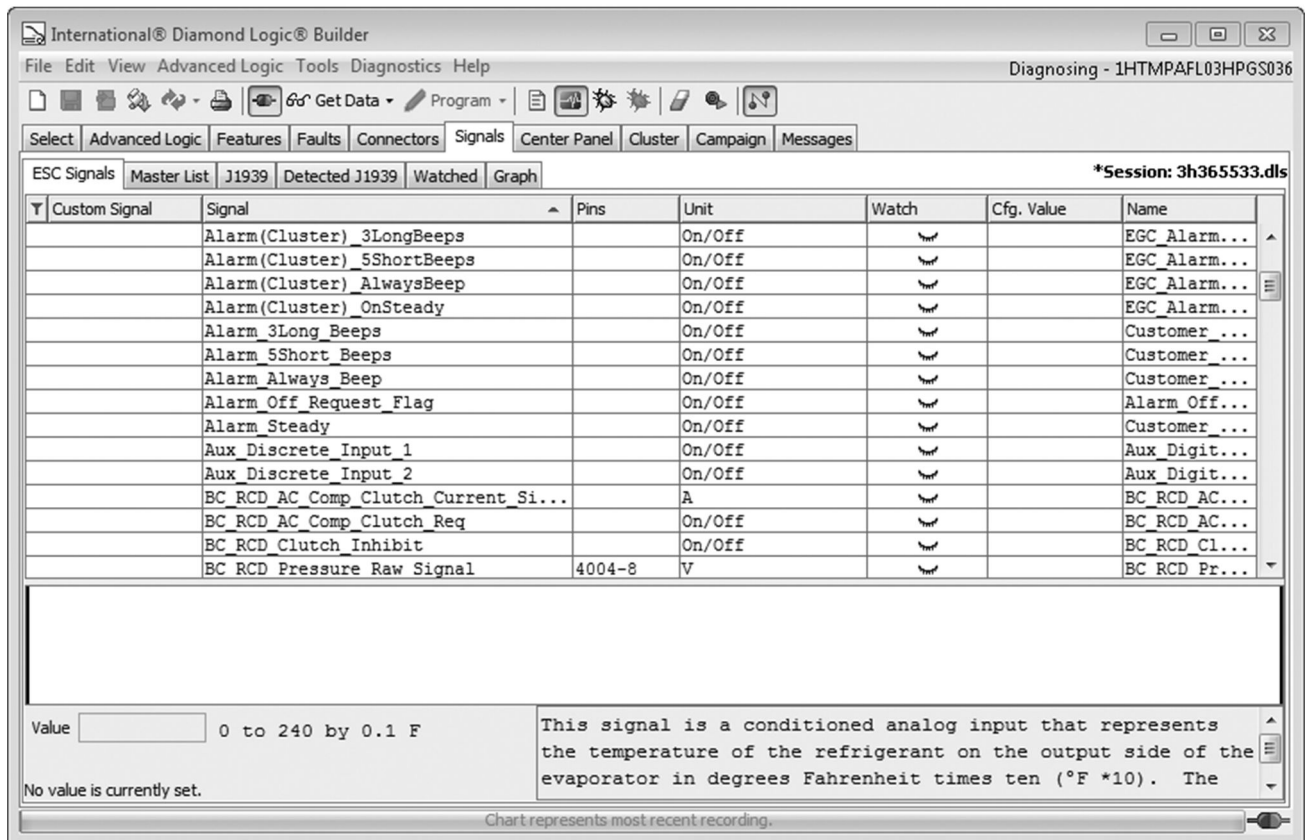 International® Diamond Logic® Builder
File Edit View Advanced Logic Tools Diagnostics Help
Diagnosing - 1HTMPAFL03HPGS036
Get Data Program
Select Advanced Logic Features Faults Connectors Signals Center Panel Cluster Campaign Messages
ESC Signals Master List J1939 Detected J1939 Watched Graph *Session: 3h365533.dls
Custom Signal Signal Pins Unit Watch Cfg. Value Name
Alarm(Cluster)_3LongBeeps On/Off EGC_Alarm...
Alarm(Cluster)_5ShortBeeps On/Off EGC_Alarm...
Alarm(Cluster)_AlwaysBeep On/Off EGC_Alarm...
Alarm(Cluster)_OnSteady On/Off EGC_Alarm...
Alarm_3Long_Beeps On/Off Customer_...
Alarm_5Short_Beeps On/Off Customer_...
Alarm_Always_Beep On/Off Customer_...
Alarm_Off_Request_Flag On/Off Alarm_Off...
Alarm_Steady On/Off Customer_...
Aux_Discrete_Input_1 On/Off Aux_Digit...
Aux_Discrete_Input_2 On/Off Aux_Digit...
BC_RCD_AC_Comp_Clutch_Current_Si... A BC_RCD_AC...
BC_RCD_AC_Comp_Clutch_Req On/Off BC_RCD_AC...
BC_RCD_Clutch_Inhibit On/Off BC_RCD_Cl...
BC_RCD_Pressure_Raw_Signal 4004-8 V BC_RCD_Pr...
Value 0 to 240 by 0.1 F
No value is currently set.
This signal is a conditioned analog input that represents
the temperature of the refrigerant on the output side of the
evaporator in degrees Fahrenheit times ten (°F *10). The
Chart represents most recent recording.